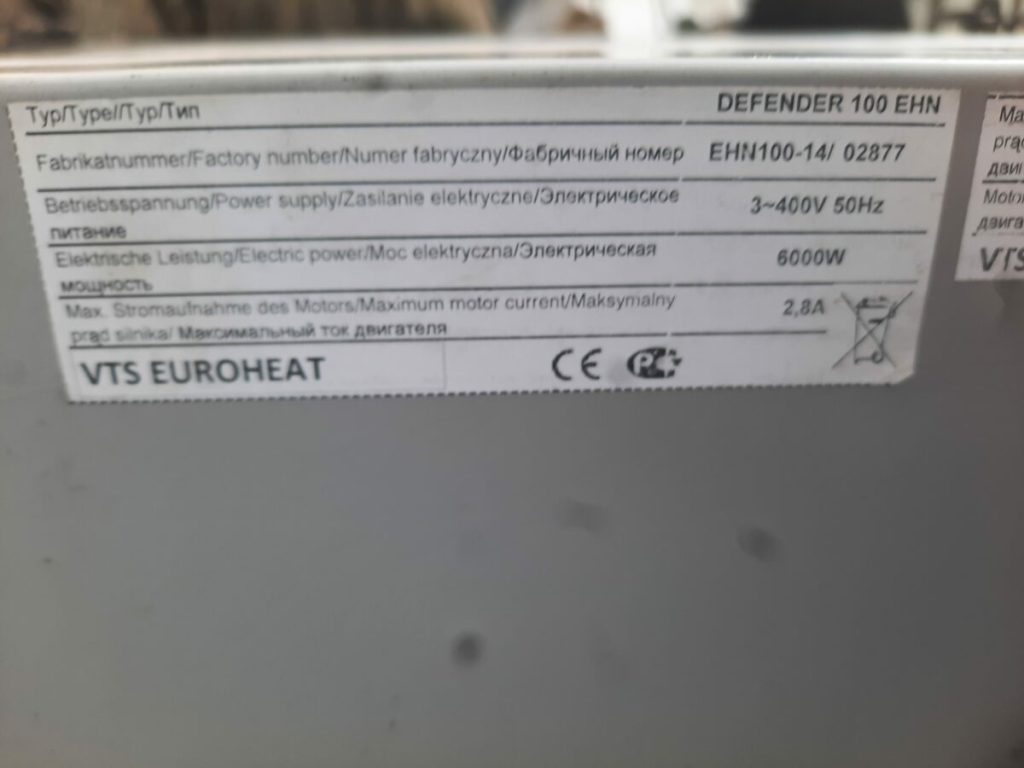 Typ/Type//Typ/Тип DEFENDER 100 EHN
Fabrikatnummer/Factory number/Numer fabryczny/Фабричный номер EHN100-14/ 02877
Betriebsspannung/Power supply/Zasilanie elektryczne/Электрическое 3~400V 50Hz
питание
Elektrische Leistung/Electric power/Moc elektryczna/Электрическая 6000W
мощность
Max. Stromaufnahme des Motors/Maximum motor current/Maksymalny 2,8A
prąd silnika/ Максимальный ток двигателя
VTS EUROHEAT CE
VTS